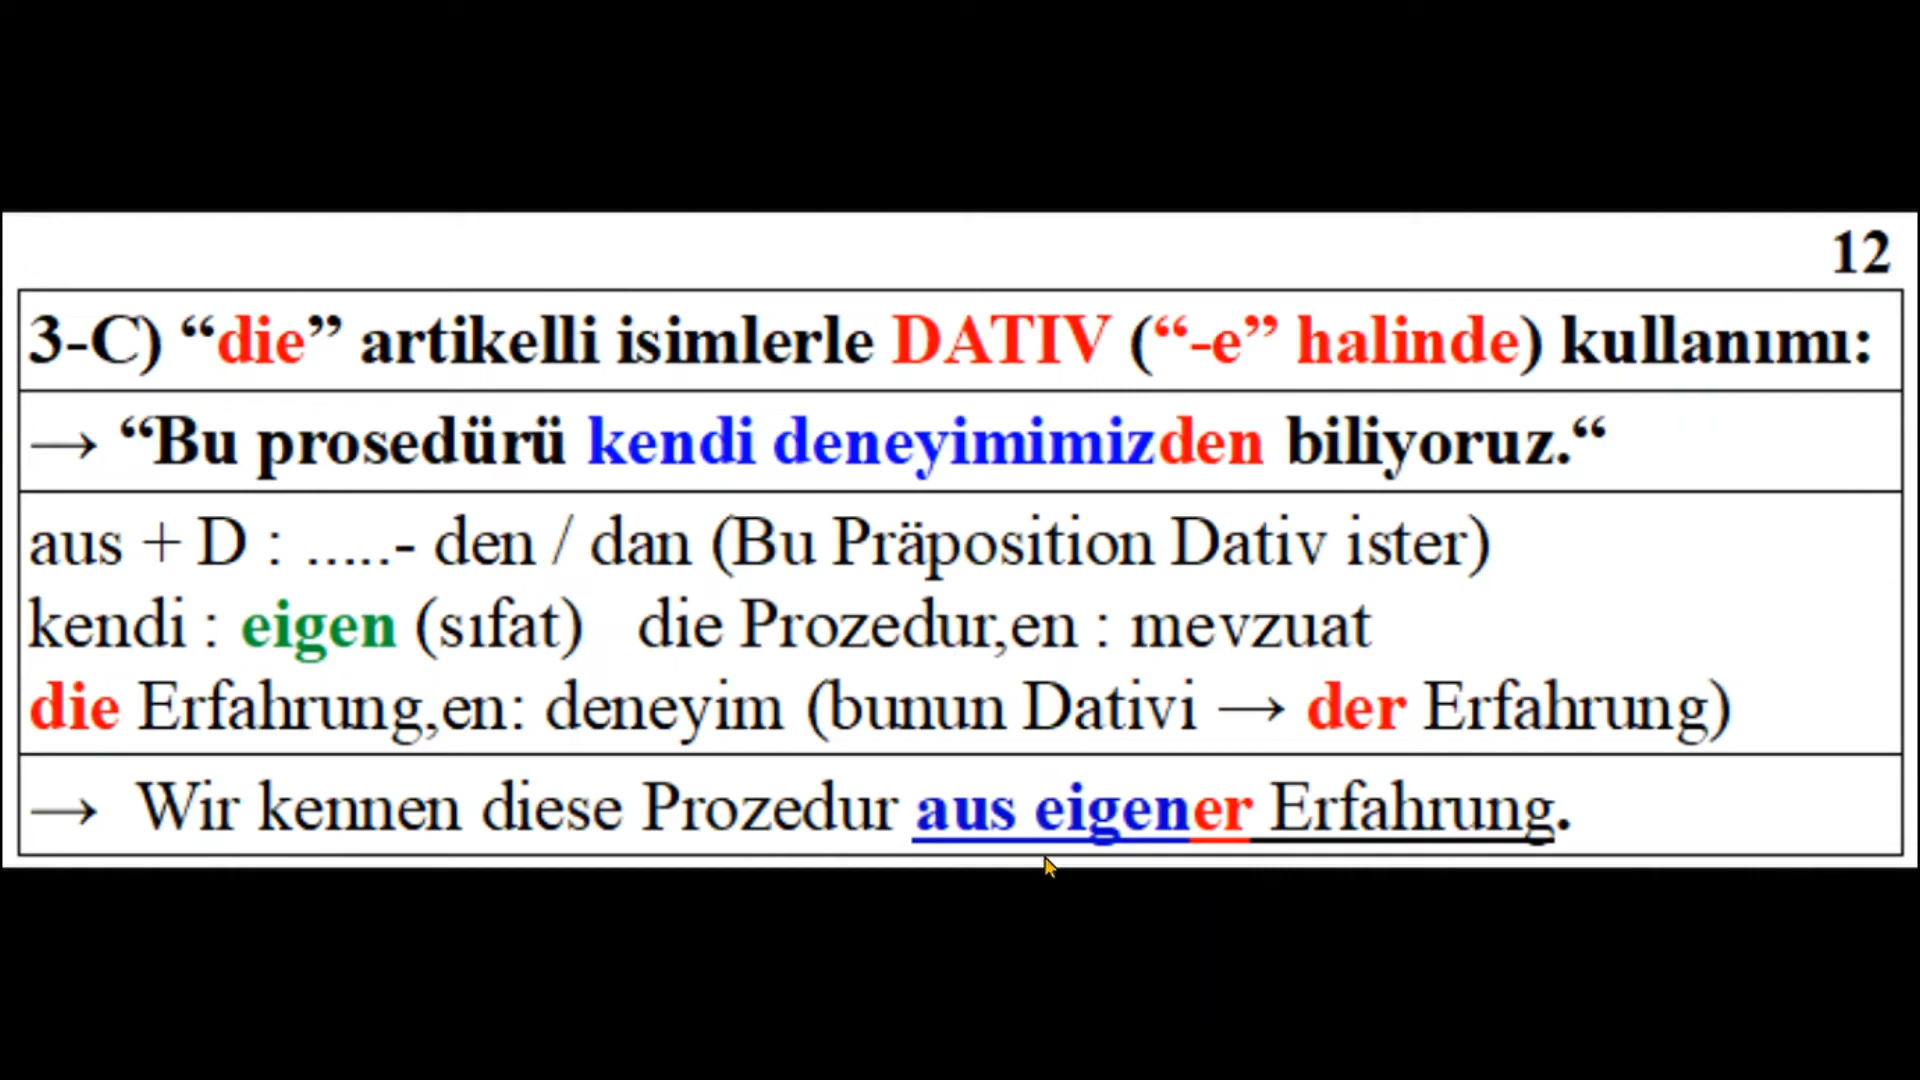 12
3-C) “die” artikelli isimlerle DATIV (“-e” halinde) kullanımı:
→ “Bu prosedürü kendi deneyimimizden biliyoruz.“
aus + D : .....- den / dan (Bu Präposition Dativ ister)
kendi : eigen (sıfat) die Prozedur,en : mevzuat
die Erfahrung,en: deneyim (bunun Dativi → der Erfahrung)
→ Wir kennen diese Prozedur aus eigener Erfahrung.